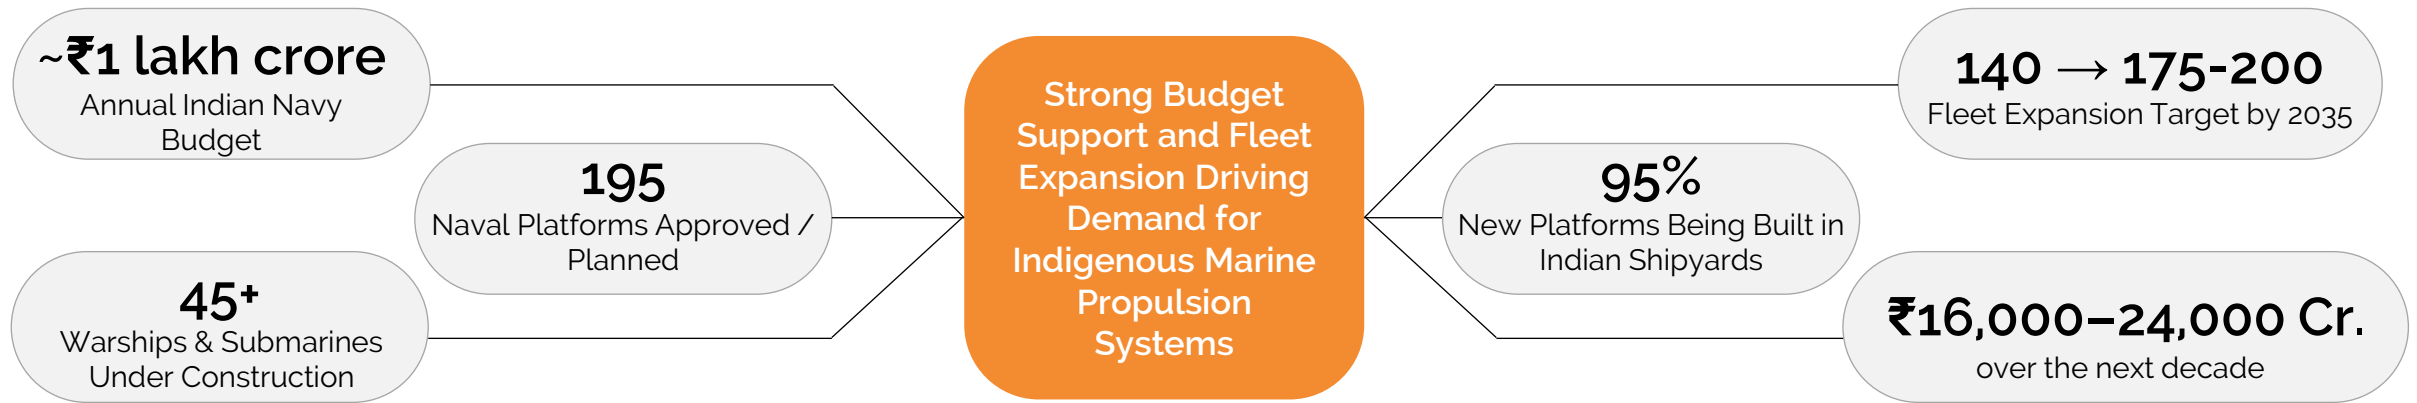 ~₹1 lakh crore
Annual Indian Navy
Budget
195
Naval Platforms Approved /
Planned
45+
Warships & Submarines
Under Construction
Strong Budget
Support and Fleet
Expansion Driving
Demand for
Indigenous Marine
Propulsion
Systems
140 → 175-200
Fleet Expansion Target by 2035
95%
New Platforms Being Built in
Indian Shipyards
₹16,000–24,000 Cr.
over the next decade